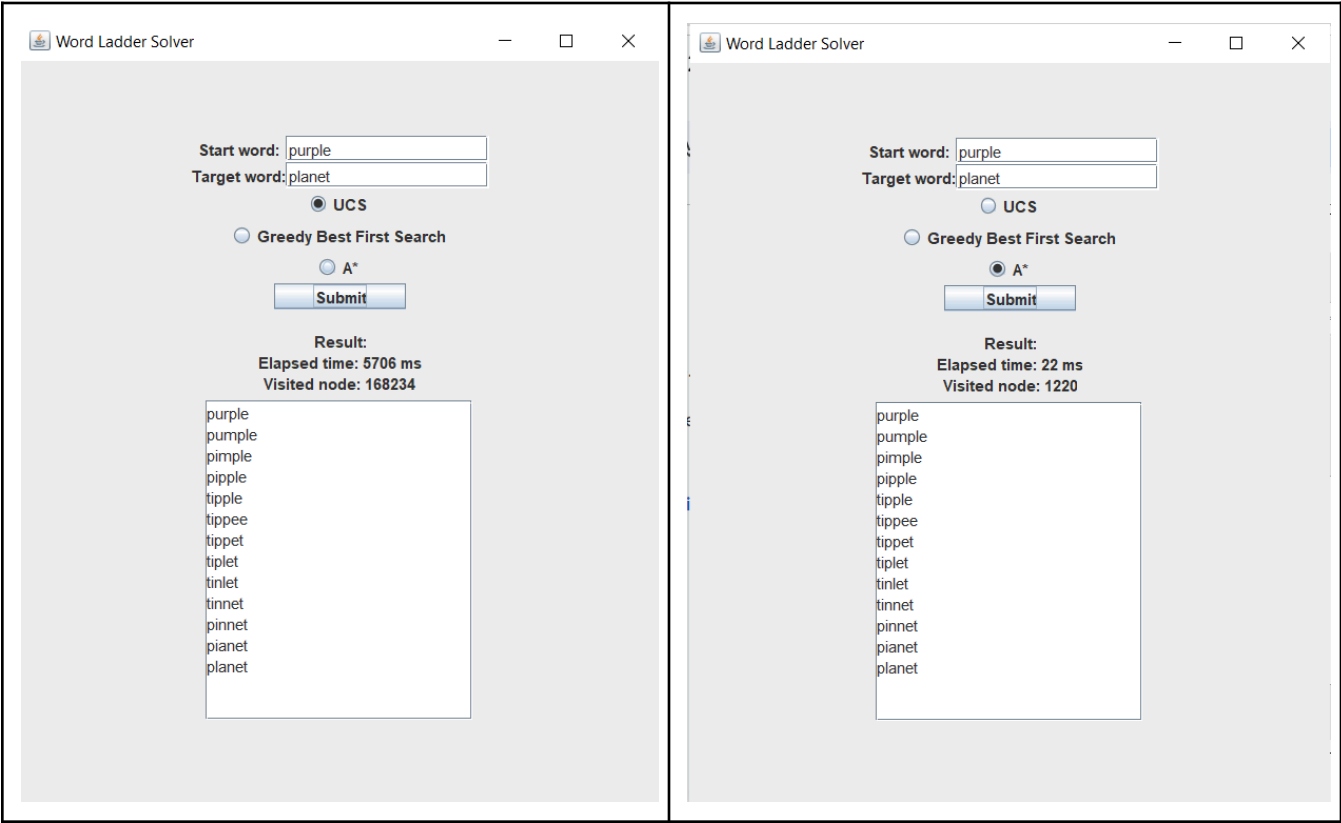 Word Ladder Solver
Start word: purple
Target word: planet
UCS
Greedy Best First Search
A*
Submit
Result:
Elapsed time: 5706 ms
Visited node: 168234
purple
pumple
pimple
pipple
tipple
tippee
tippet
tiplet
tinlet
tinnet
pinnet
pianet
planet
Word Ladder Solver
Start word: purple
Target word: planet
UCS
Greedy Best First Search
A*
Submit
Result:
Elapsed time: 22 ms
Visited node: 1220
purple
pumple
pimple
pipple
tipple
tippee
tippet
tiplet
tinlet
tinnet
pinnet
pianet
planet